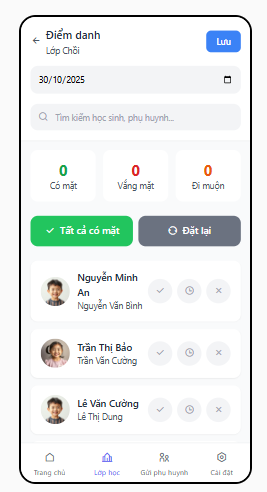 Điểm danh
Lớp Chồi
Lưu
30/10/2025
Tìm kiếm học sinh, phụ huynh...
0 0 0
Có mặt Vắng mặt Đi muộn
Tất cả có mặt Đặt lại
Nguyễn Minh
An
Nguyễn Văn Bình
Trần Thị Bảo
Trần Văn Cường
Lê Văn Cường
Lê Thị Dung
Trang chủ Lớp học Gửi phụ huynh Cài đặt